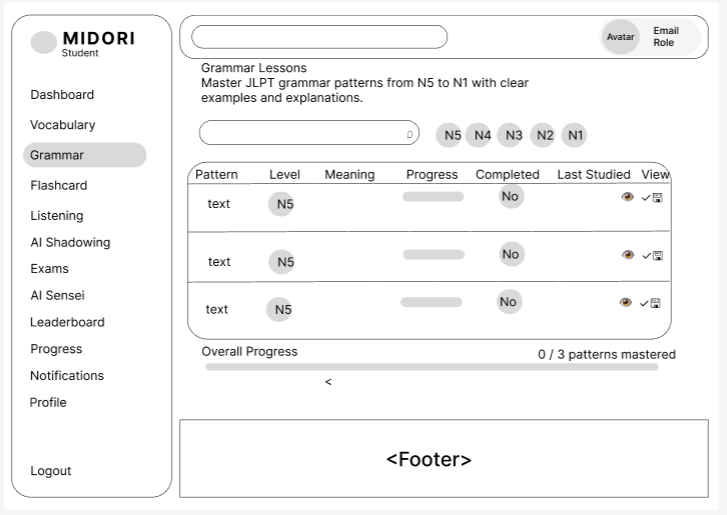 MIDORI
Student
Dashboard
Vocabulary
Grammar
Flashcard
Listening
AI Shadowing
Exams
AI Sensei
Leaderboard
Progress
Notifications
Profile
Logout
Avatar
Email
Role
Grammar Lessons
Master JLPT grammar patterns from N5 to N1 with clear
examples and explanations.
N5 N4 N3 N2 N1
Pattern Level Meaning Progress Completed Last Studied View
text N5 No
text N5 No
text N5 No
Overall Progress 0 / 3 patterns mastered
<
<Footer>